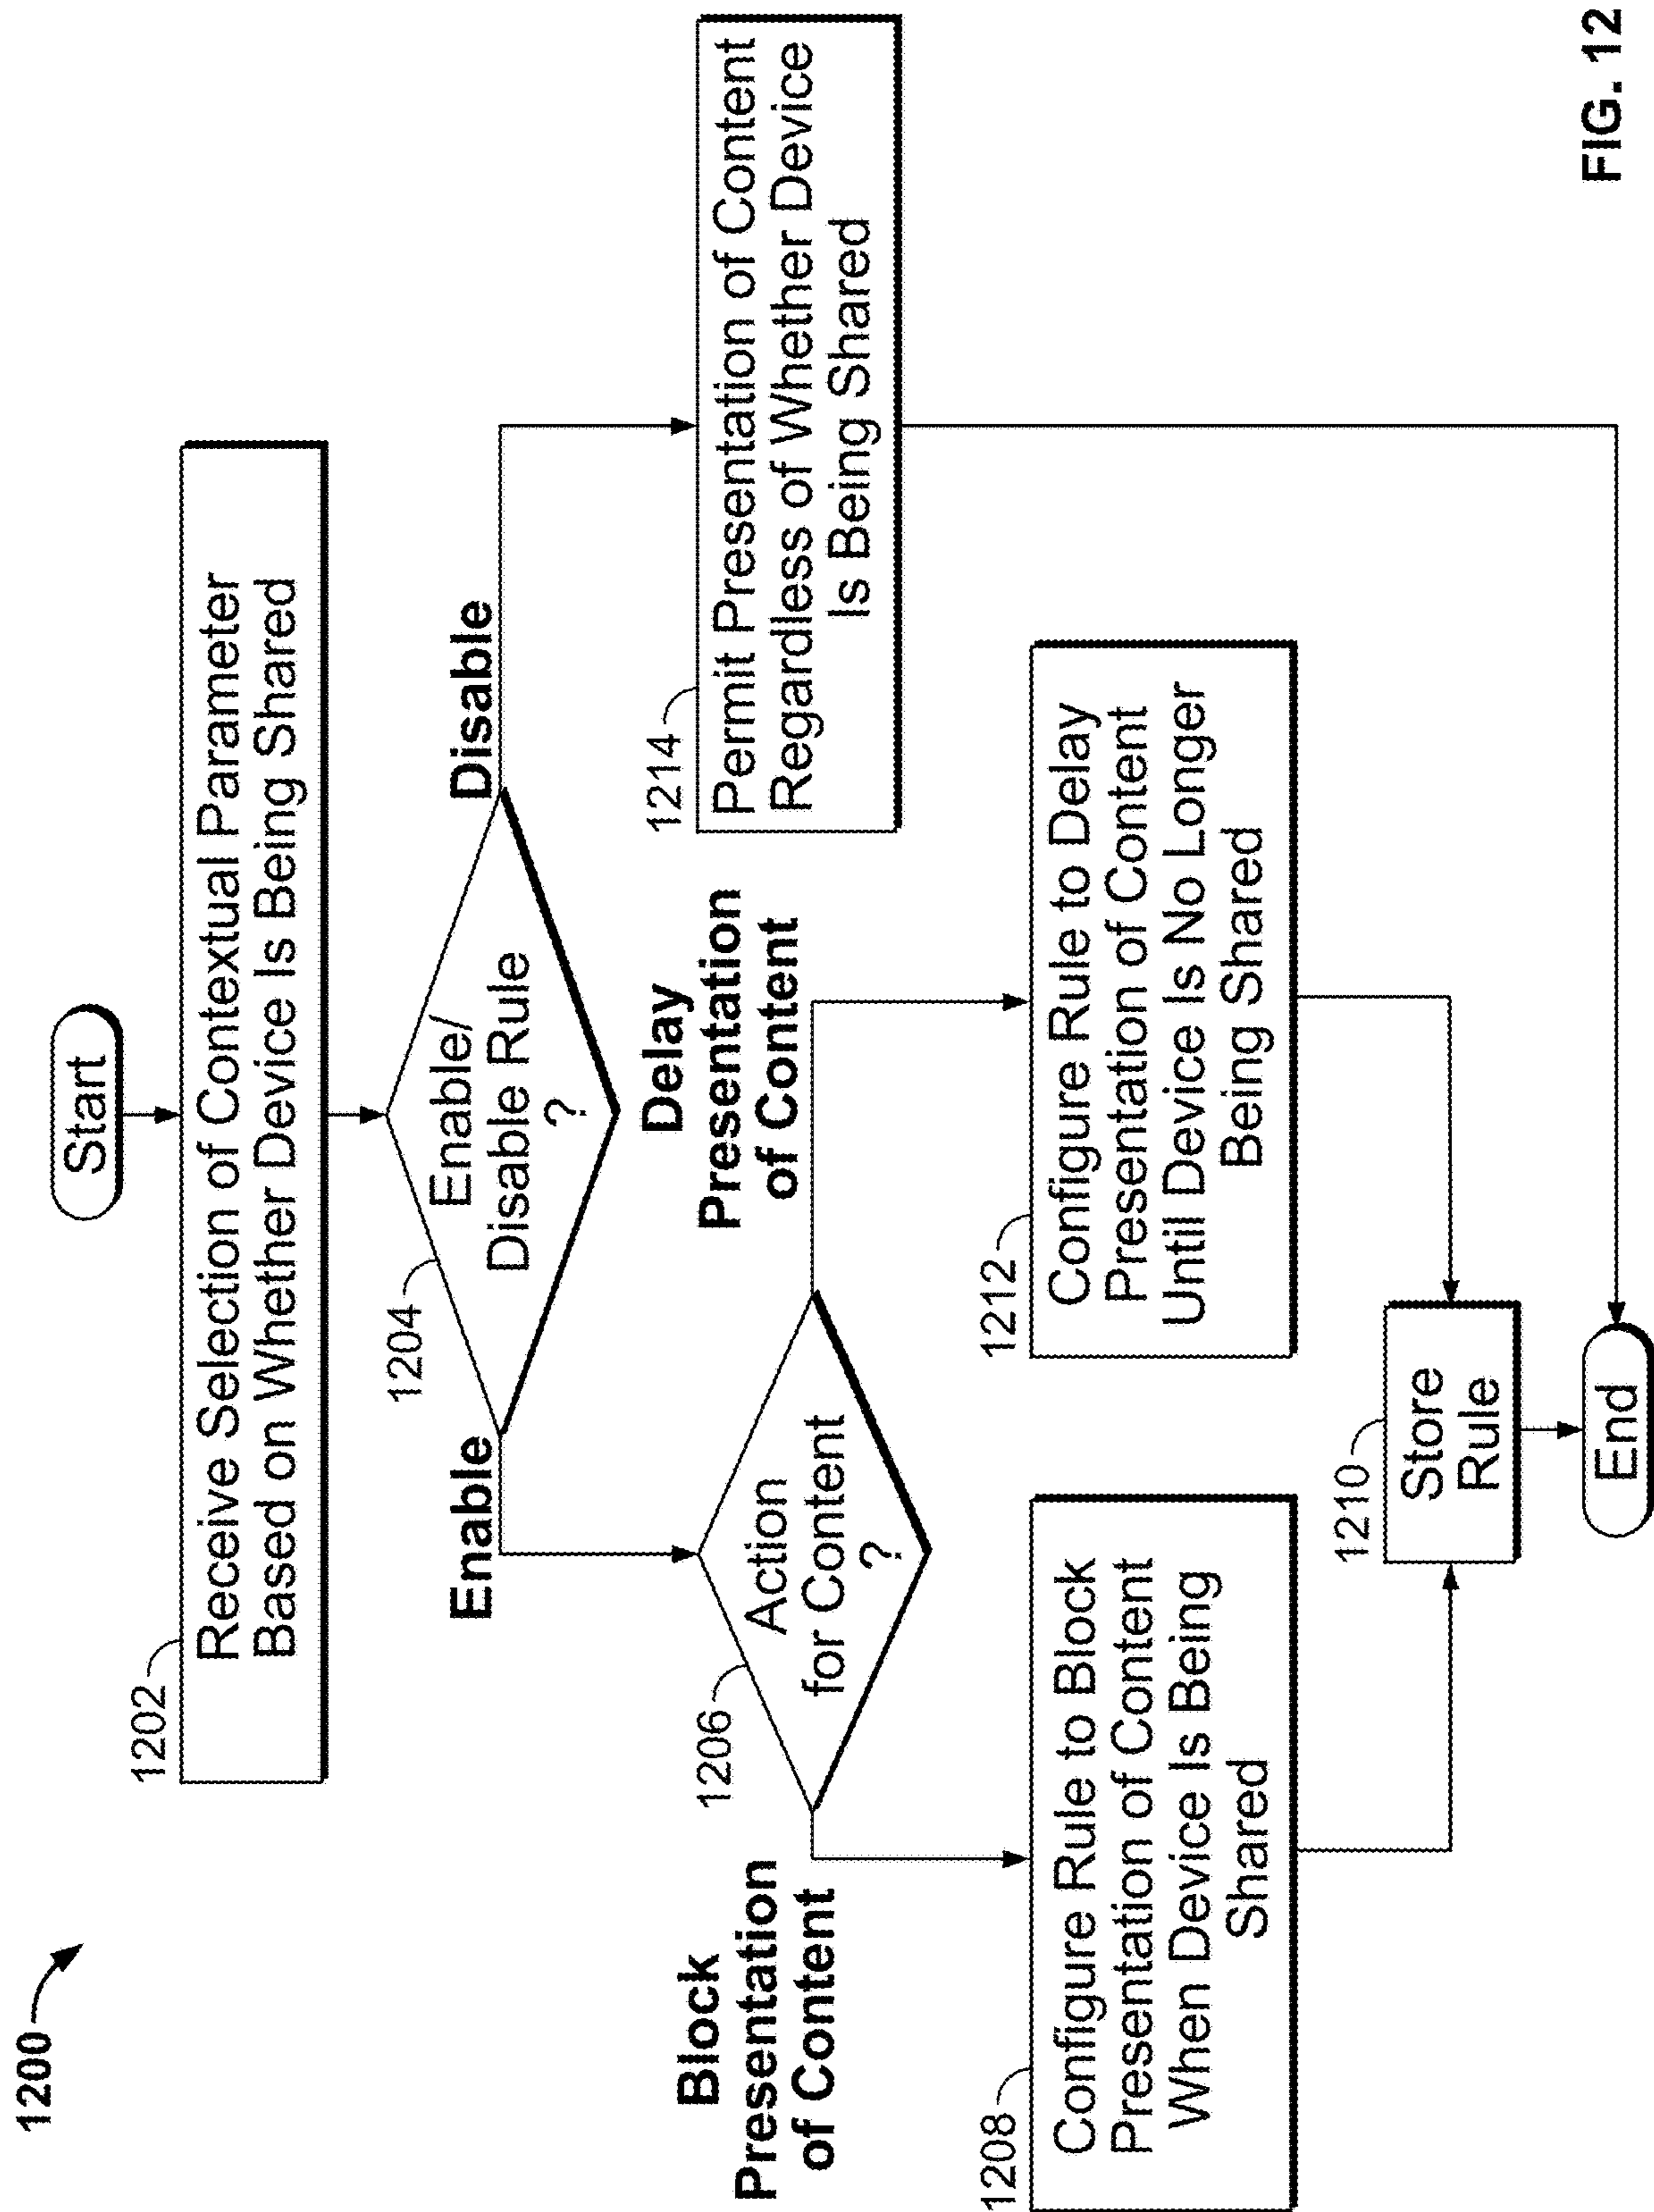 1200
Start
1202
Receive Selection of Contextual Parameter
Based on Whether Device Is Being Shared
1204
Enable/
Disable Rule
?
Enable
Disable
1206
Action
for Content
?
Block
Presentation
of Content
Delay
Presentation
of Content
1214
Permit Presentation of Content
Regardless of Whether Device
Is Being Shared
1208
Configure Rule to Block
Presentation of Content
When Device Is Being
Shared
1212
Configure Rule to Delay
Presentation of Content
Until Device Is No Longer
Being Shared
1210
Store
Rule
End
FIG. 12